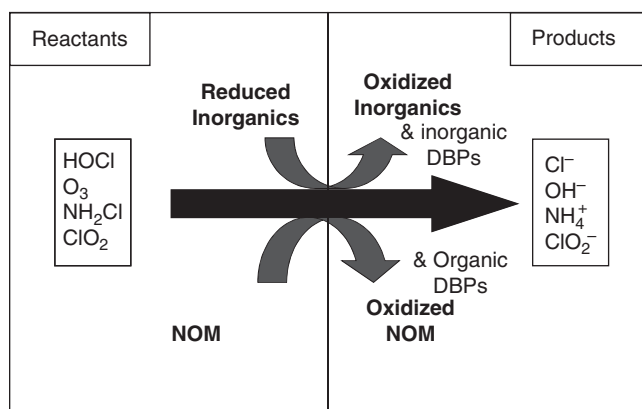 Reactants
Products
Reduced
Inorganics
Oxidized
Inorganics
& inorganic
DBPs
HOCl
O₃
NH₂Cl
ClO₂
Cl⁻
OH⁻
NH₄⁺
ClO₂⁻
& Organic
DBPs
Oxidized
NOM
NOM